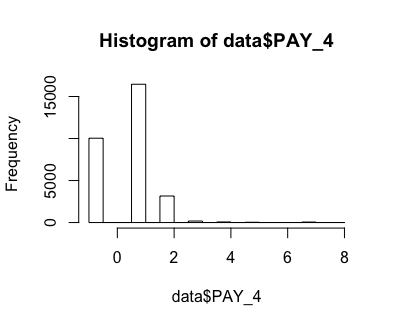 Histogram of data$PAY_4
Frequency
15000
5000
0
0 2 4 6 8
data$PAY_4